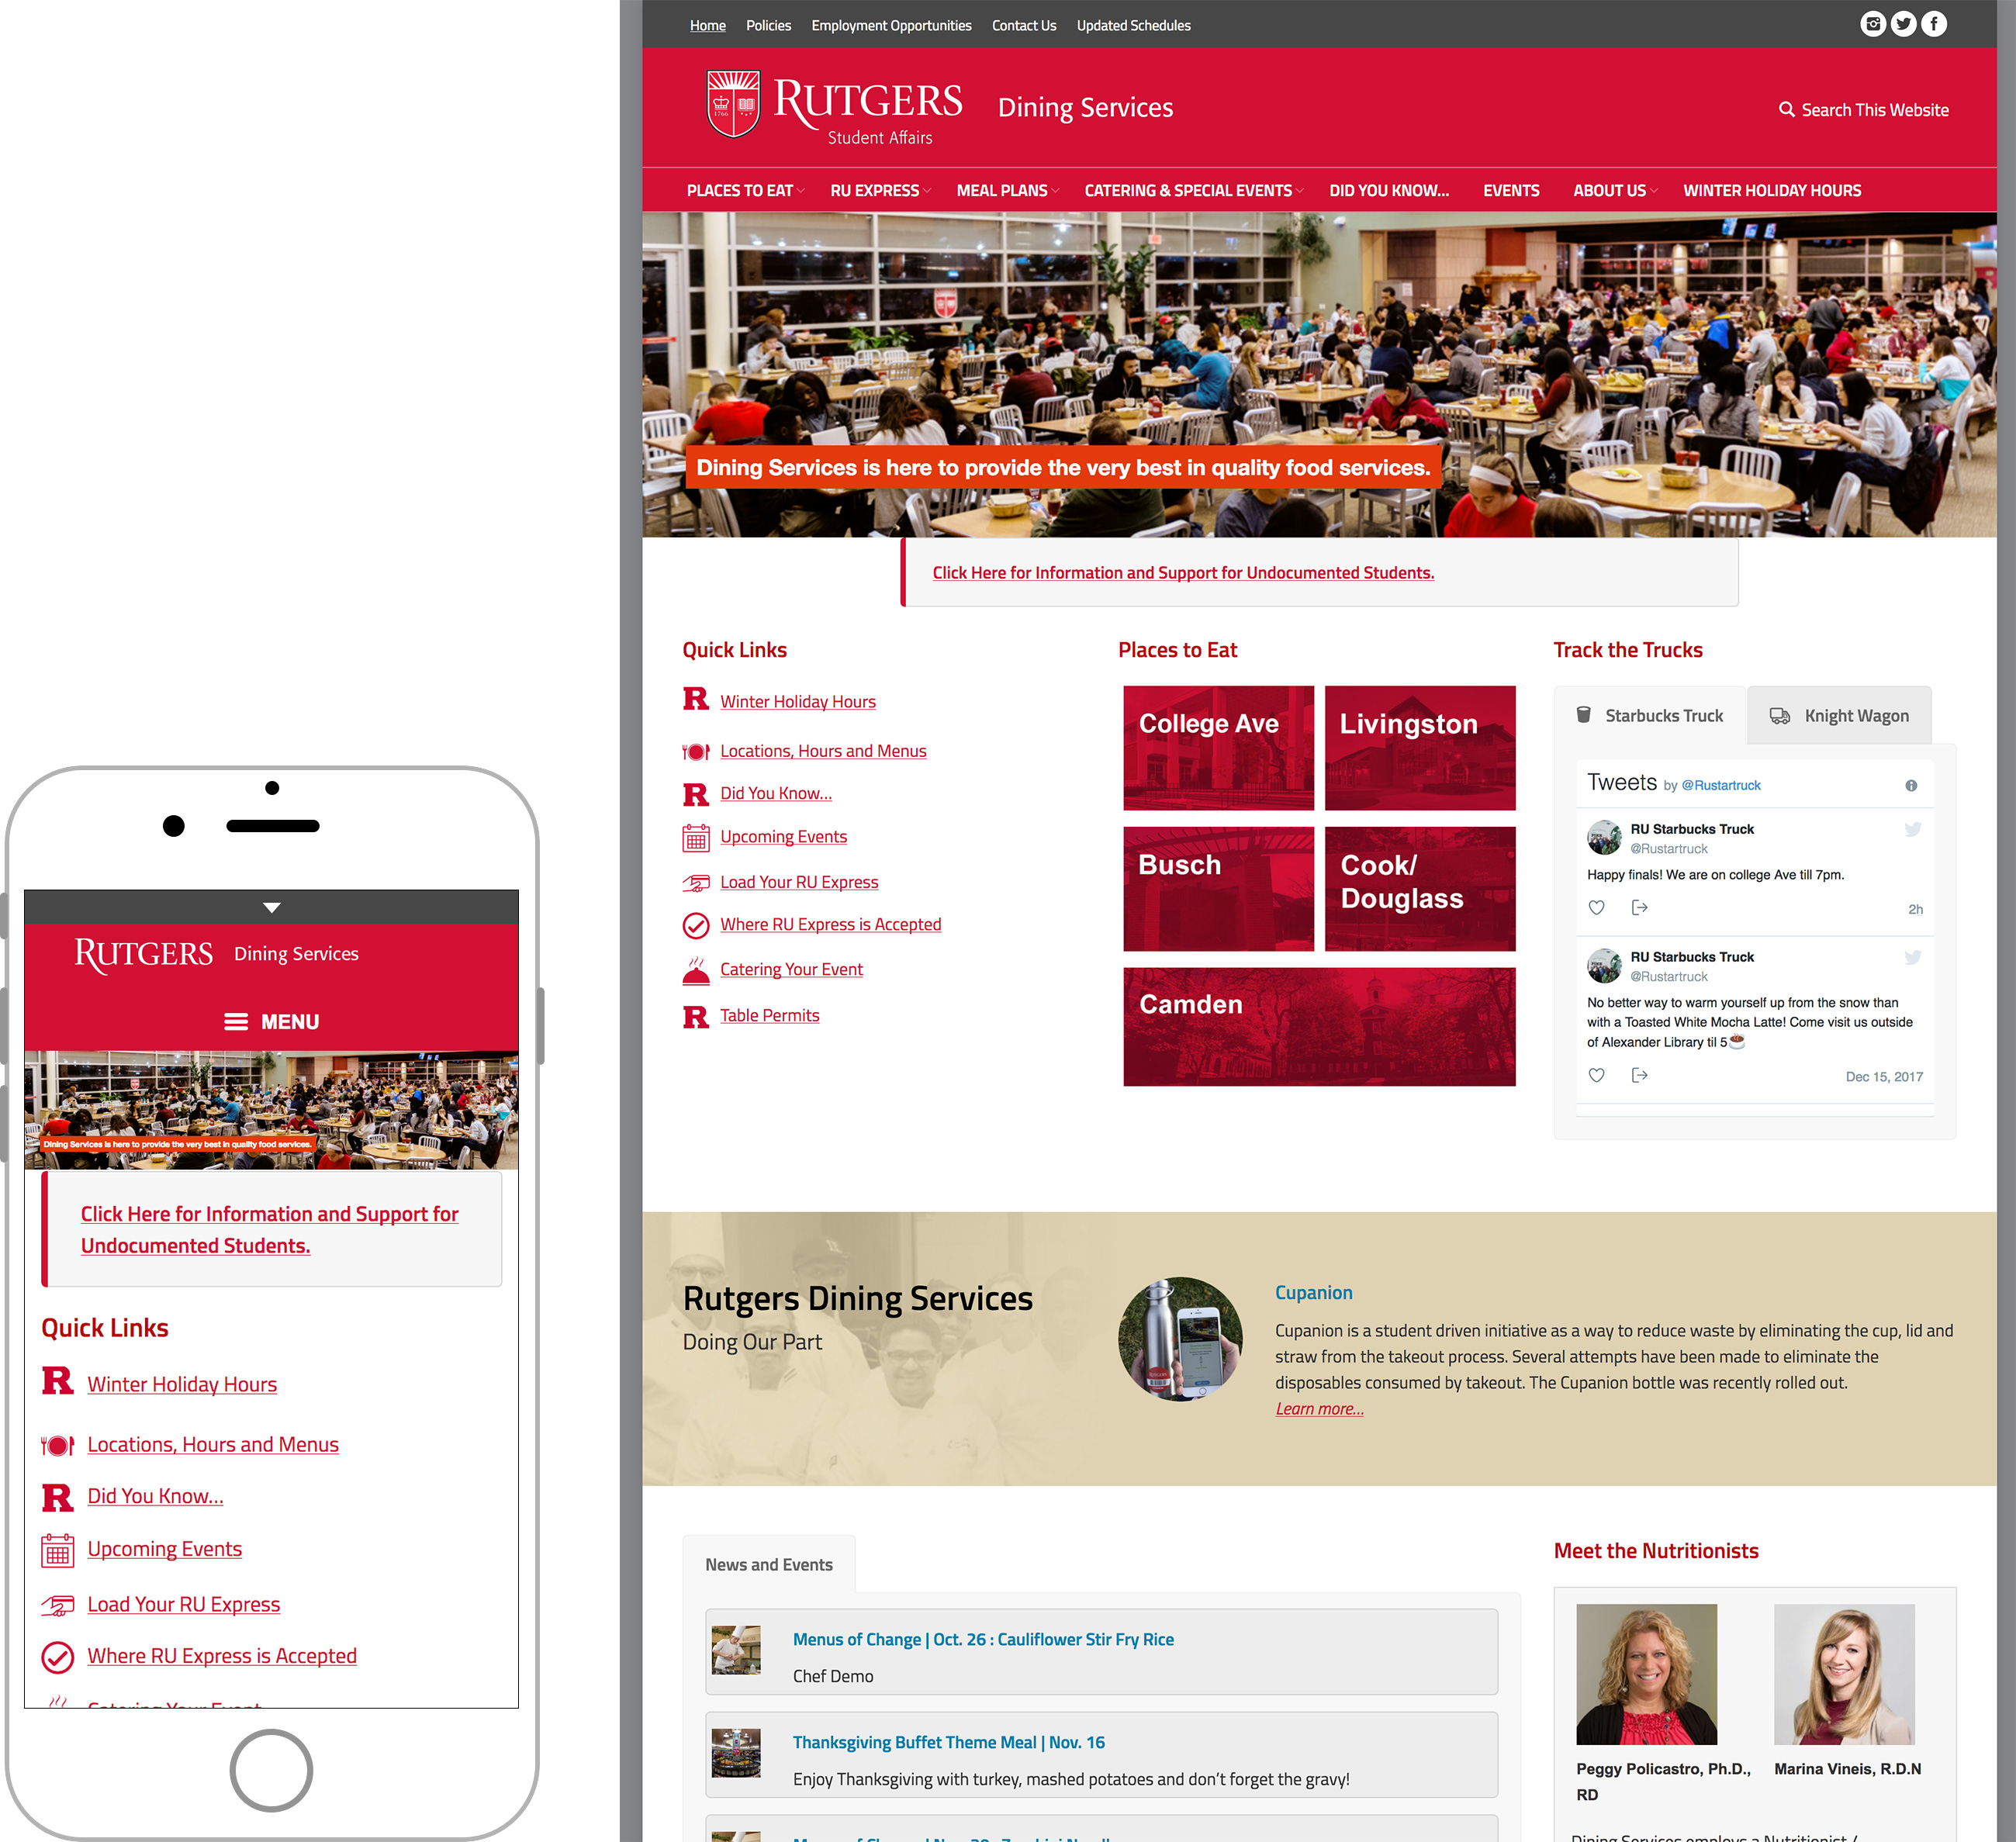 Home Policies Employment Opportunities Contact Us Updated Schedules
RUTGERS
Student Affairs
1766
Dining Services
Search This Website
PLACES TO EAT RU EXPRESS MEAL PLANS CATERING & SPECIAL EVENTS DID YOU KNOW... EVENTS ABOUT US WINTER HOLIDAY HOURS
Dining Services is here to provide the very best in quality food services.
Click Here for Information and Support for Undocumented Students.
Quick Links
R Winter Holiday Hours
Locations, Hours and Menus
R Did You Know...
Upcoming Events
Load Your RU Express
Where RU Express is Accepted
Catering Your Event
R Table Permits
Places to Eat
College Ave
Livingston
Busch
Cook/
Douglass
Camden
Track the Trucks
Starbucks Truck
Knight Wagon
Tweets by @Rustartruck
RU Starbucks Truck
@Rustartruck
Happy finals! We are on college Ave till 7pm.
2h
RU Starbucks Truck
@Rustartruck
No better way to warm yourself up from the snow than
with a Toasted White Mocha Latte! Come visit us outside
of Alexander Library til 5☕
Dec 15, 2017
Rutgers Dining Services
Doing Our Part
Cupanion
Cupanion is a student driven initiative as a way to reduce waste by eliminating the cup, lid and
straw from the takeout process. Several attempts have been made to eliminate the
disposables consumed by takeout. The Cupanion bottle was recently rolled out.
Learn more...
News and Events
Menus of Change | Oct. 26 : Cauliflower Stir Fry Rice
Chef Demo
Thanksgiving Buffet Theme Meal | Nov. 16
Enjoy Thanksgiving with turkey, mashed potatoes and don't forget the gravy!
Meet the Nutritionists
Peggy Policastro, Ph.D.,
RD
Marina Vineis, R.D.N
Dining Services employs a Nutritionist /
RUTGERS Dining Services
MENU
Dining Services is here to provide the very best in quality food services.
Click Here for Information and Support for
Undocumented Students.
Quick Links
R Winter Holiday Hours
Locations, Hours and Menus
R Did You Know...
Upcoming Events
Load Your RU Express
Where RU Express is Accepted
Catering Your Event